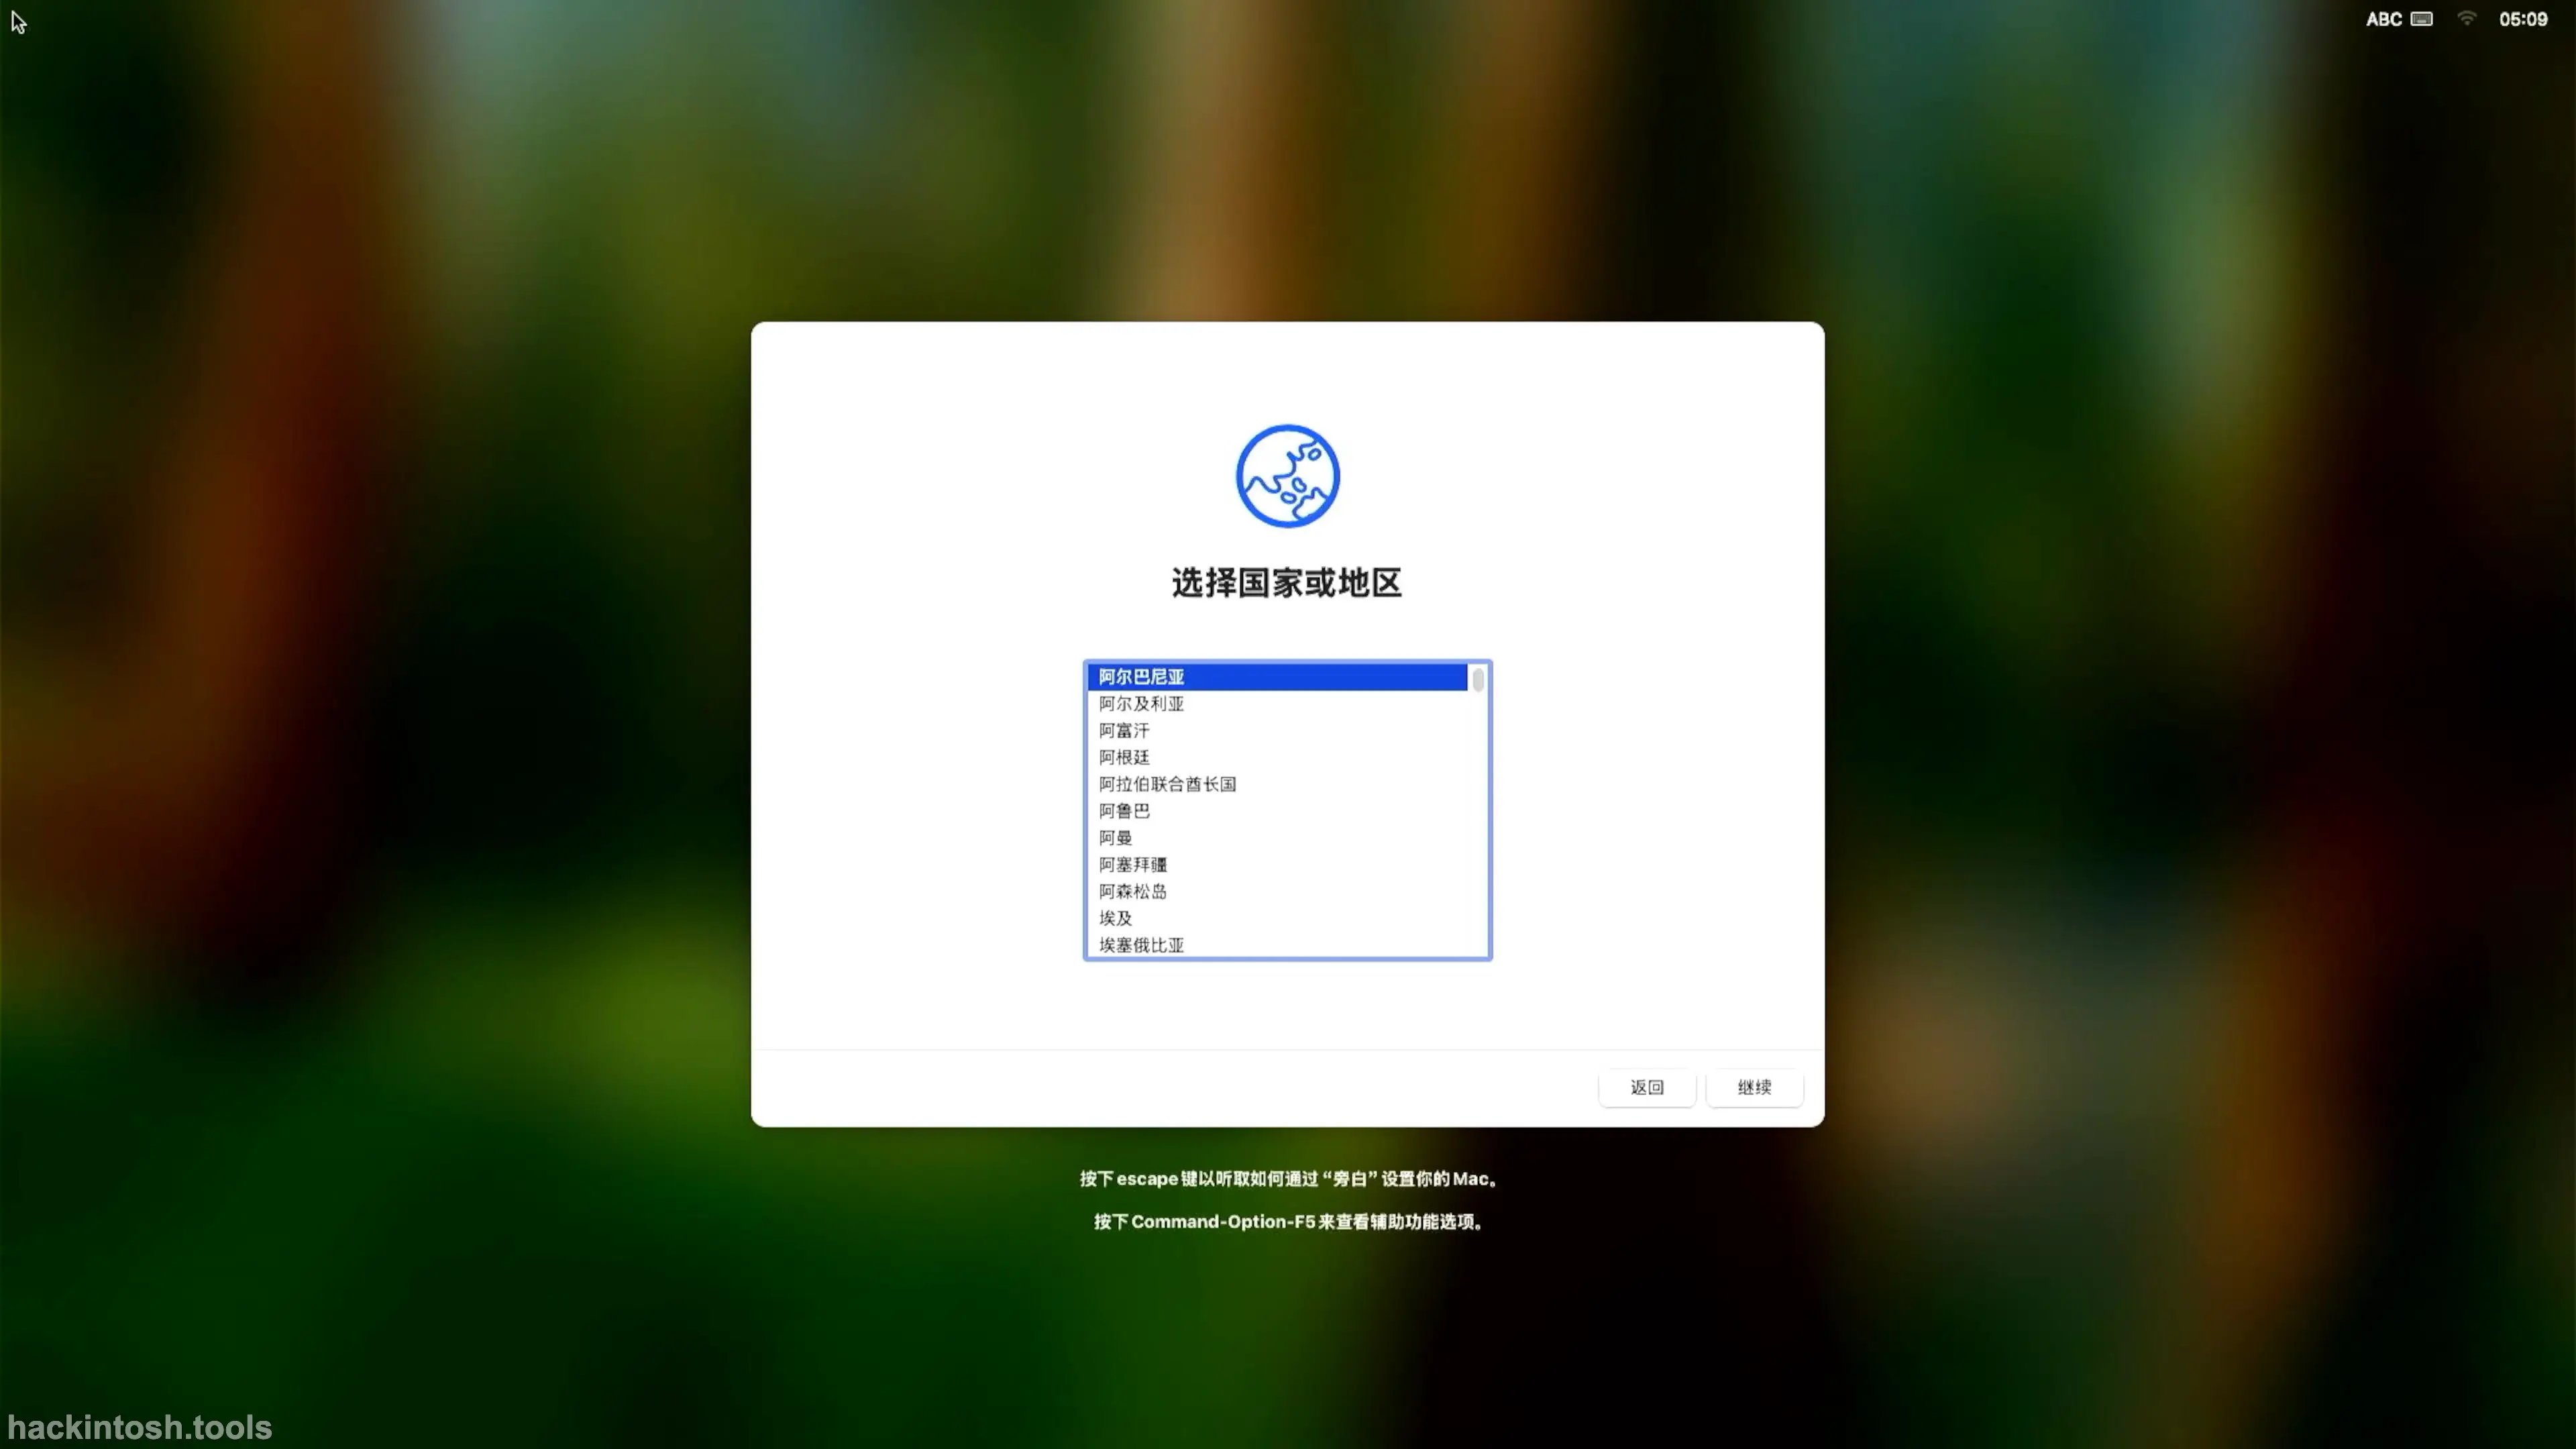 ABC 05:09
选择国家或地区
阿尔巴尼亚
阿尔及利亚
阿富汗
阿根廷
阿拉伯联合酋长国
阿鲁巴
阿曼
阿塞拜疆
阿森松岛
埃及
埃塞俄比亚
返回 继续
按下 escape 键以听取如何通过“旁白”设置你的 Mac。
按下 Command-Option-F5 来查看辅助功能选项。
hackintosh.tools